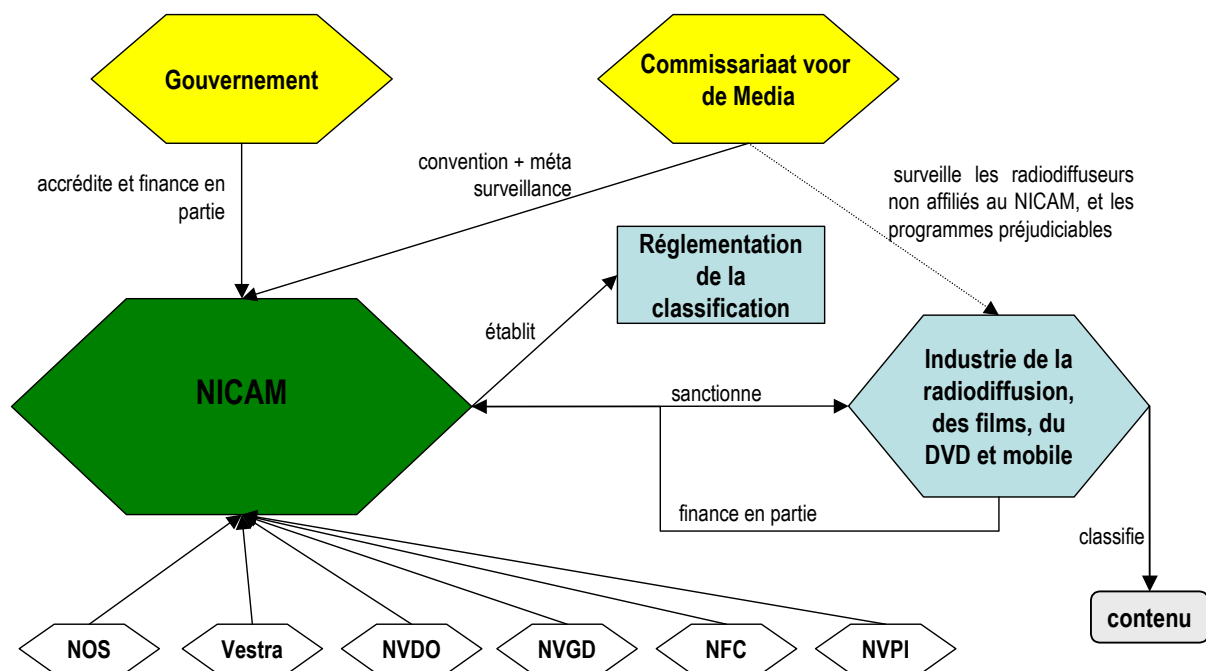 Gouvernement
Commissariaat voor
de Media
accrédite et finance en
partie
convention + méta
surveillance
surveille les radiodiffuseurs
non affiliés au NICAM, et les
programmes préjudiciables
Réglementation
de la
classification
établit
NICAM
sanctionne
Industrie de la
radiodiffusion,
des films, du
DVD et mobile
finance en partie
classifie
contenu
NOS
Vestra
NVDO
NVGD
NFC
NVPI